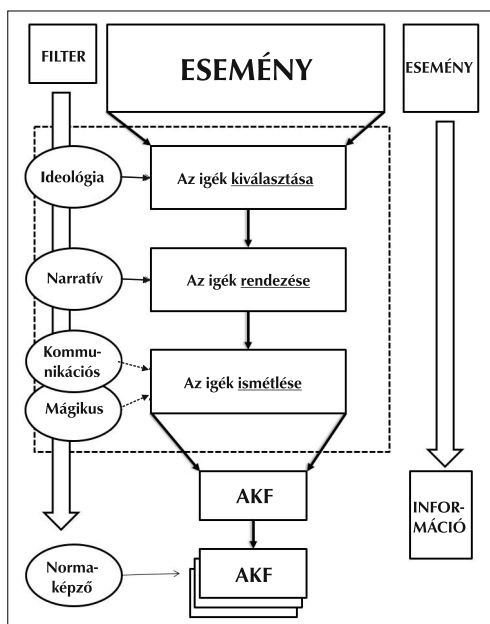 FILTER
ESEMÉNY
ESEMÉNY
Ideológia
Az igék kiválasztása
Narratív
Az igék rendezése
Kommu-
nikációs
Az igék ismétlése
Mágikus
AKF
INFOR-
MÁCIÓ
Norma-
képző
AKF